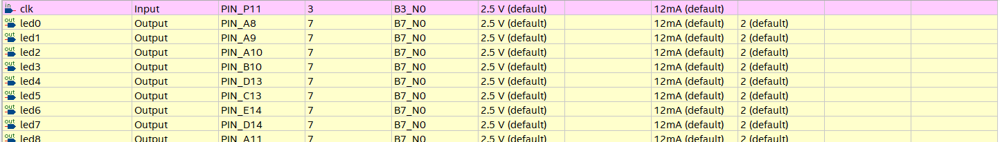 in clk Input PIN_P11 3 B3_N0 2.5 V (default) 12mA (default)
out led0 Output PIN_A8 7 B7_N0 2.5 V (default) 12mA (default) 2 (default)
out led1 Output PIN_A9 7 B7_N0 2.5 V (default) 12mA (default) 2 (default)
out led2 Output PIN_A10 7 B7_N0 2.5 V (default) 12mA (default) 2 (default)
out led3 Output PIN_B10 7 B7_N0 2.5 V (default) 12mA (default) 2 (default)
out led4 Output PIN_D13 7 B7_N0 2.5 V (default) 12mA (default) 2 (default)
out led5 Output PIN_C13 7 B7_N0 2.5 V (default) 12mA (default) 2 (default)
out led6 Output PIN_E14 7 B7_N0 2.5 V (default) 12mA (default) 2 (default)
out led7 Output PIN_D14 7 B7_N0 2.5 V (default) 12mA (default) 2 (default)
out led8 Output PIN_A11 7 B7_N0 2.5 V (default) 12mA (default) 2 (default)